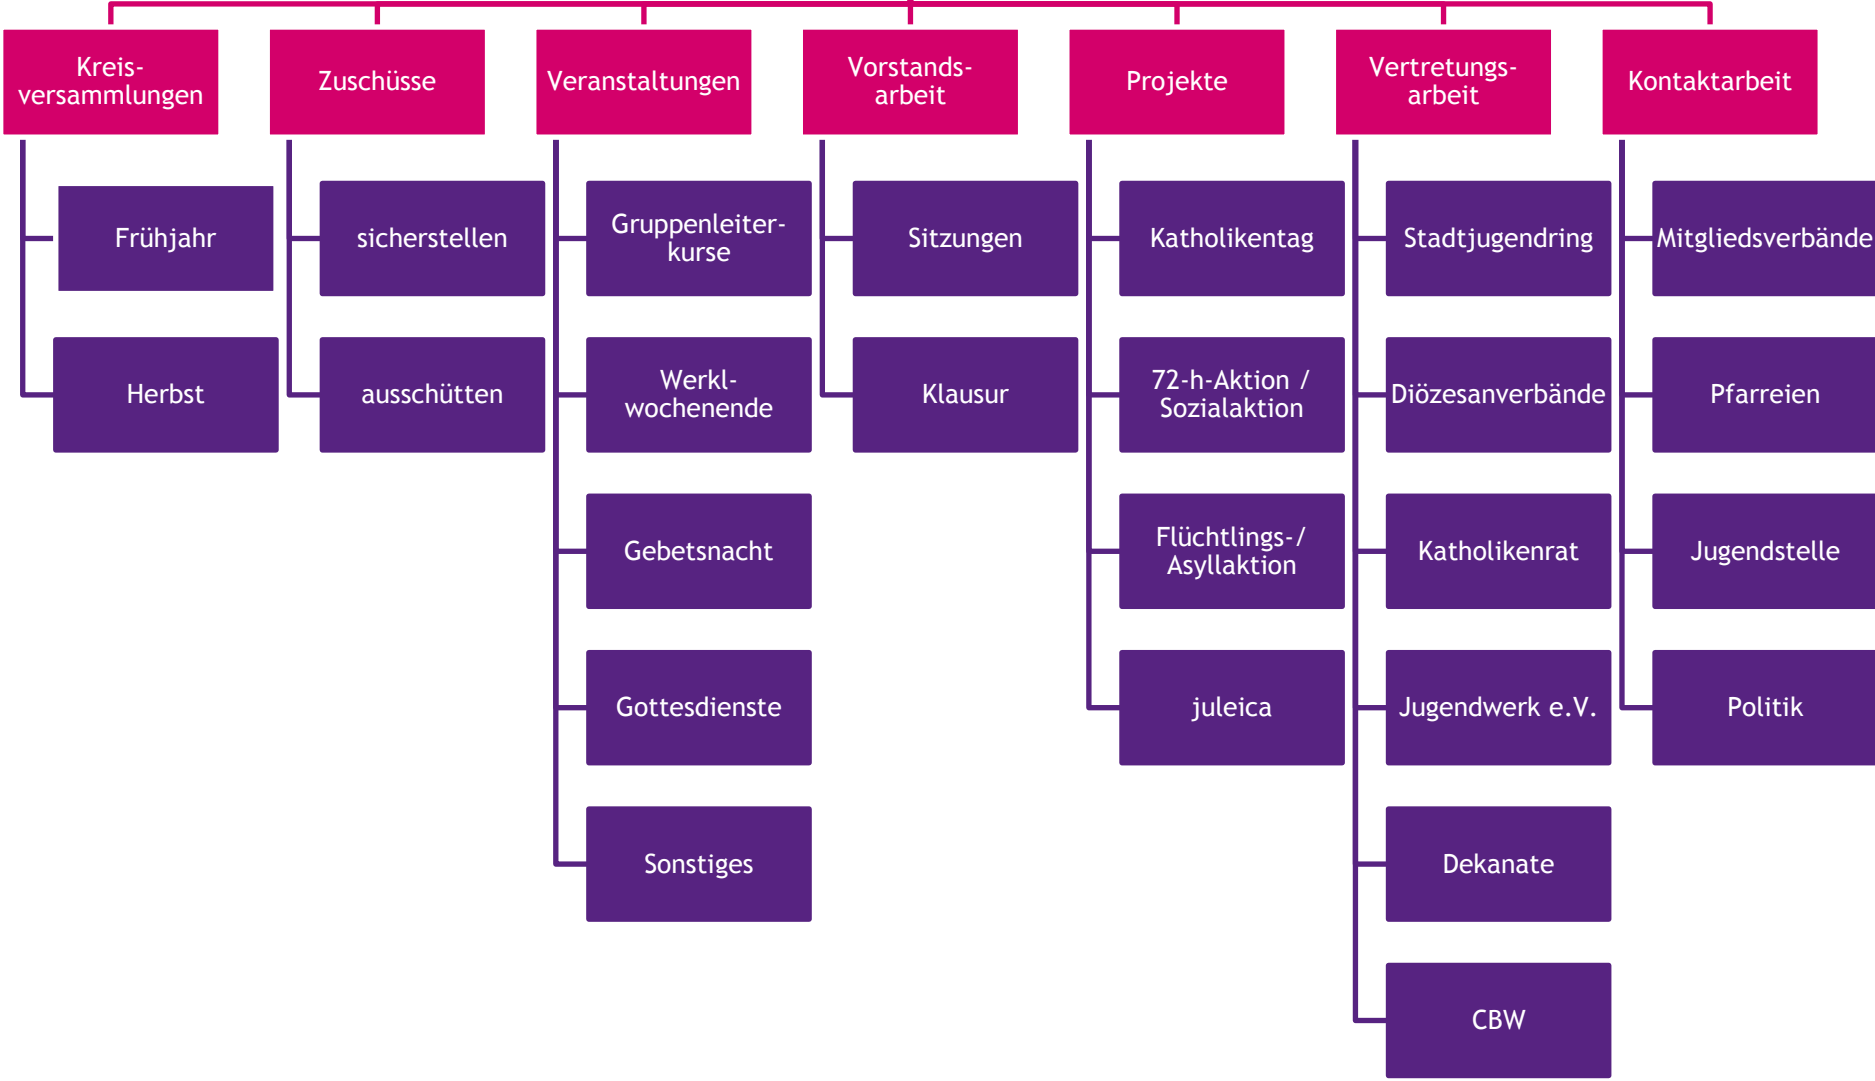 Kreis-
versammlungen
Frühjahr
Herbst
Zuschüsse
sicherstellen
ausschütten
Veranstaltungen
Gruppenleiter-
kurse
Werkl-
wochenende
Gebetsnacht
Gottesdienste
Sonstiges
Vorstands-
arbeit
Sitzungen
Klausur
Projekte
Katholikentag
72-h-Aktion /
Sozialaktion
Flüchtlings-/
Asyllaktion
juleica
Vertretungs-
arbeit
Stadtjugendring
Diözesanverbände
Katholikenrat
Jugendwerk e.V.
Dekanate
CBW
Kontaktarbeit
Mitgliedsverbände
Pfarreien
Jugendstelle
Politik